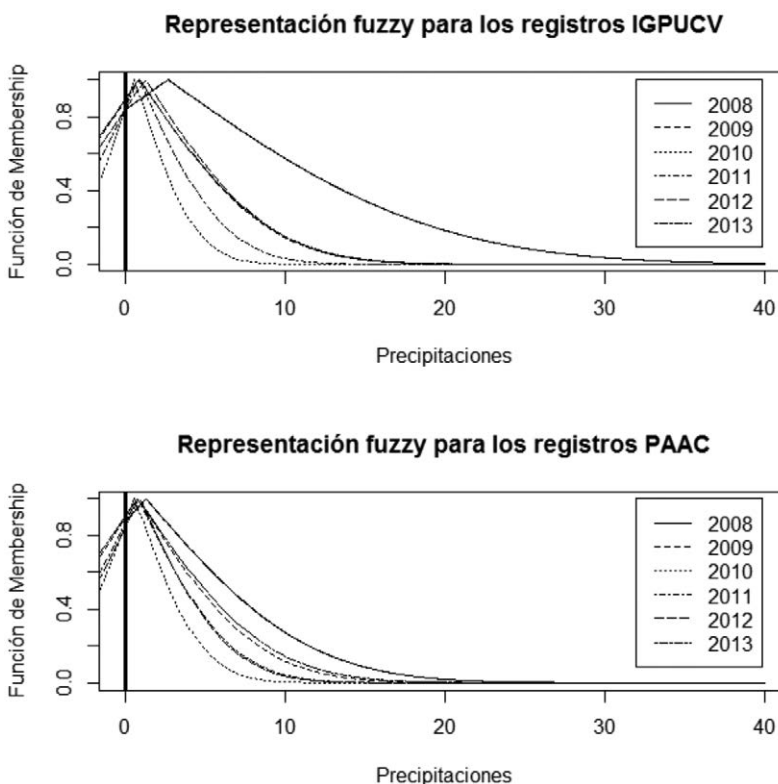 Representación fuzzy para los registros IGPUCV
Función de Membership
0.0 0.4 0.8
2008
2009
2010
2011
2012
2013
0 10 20 30 40
Precipitaciones
Representación fuzzy para los registros PAAC
Función de Membership
0.0 0.4 0.8
2008
2009
2010
2011
2012
2013
0 10 20 30 40
Precipitaciones